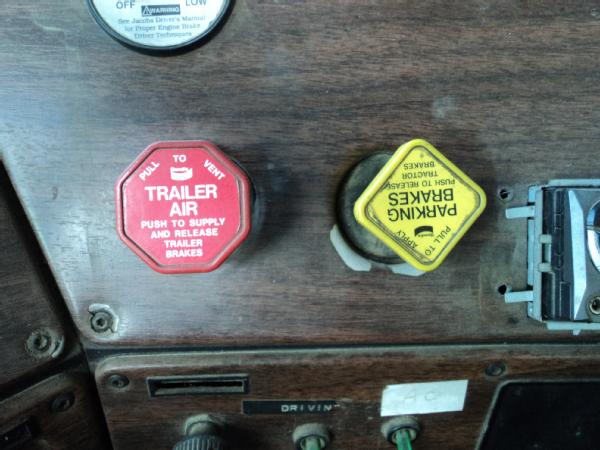 OFF LOW
WARNING
See Jacobs Driver's Manual
for Proper Engine Brake
Driver Techniques
PULL TO VENT
TRAILER
AIR
PUSH TO SUPPLY
AND RELEASE
TRAILER
BRAKES
PULL TO
APPLY
PARKING
BRAKES
PUSH TO RELEASE
TRACTOR
BRAKES
DRIVIN
AC